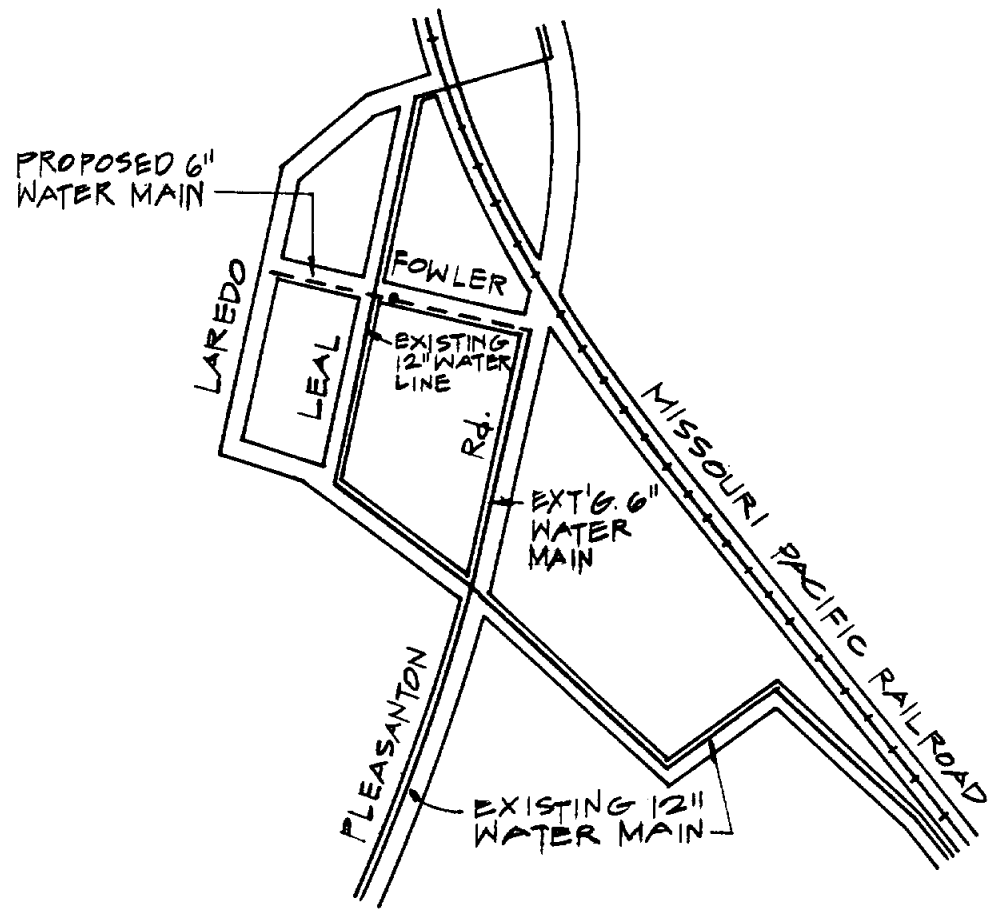 PROPOSED 6"
WATER MAIN
FOWLER
LAREDO
LEAL
EXISTING
12" WATER
LINE
Rd.
MISSOURI PACIFIC RAILROAD
EXT'G. 6"
WATER
MAIN
PLEASANTON
EXISTING 12"
WATER MAIN